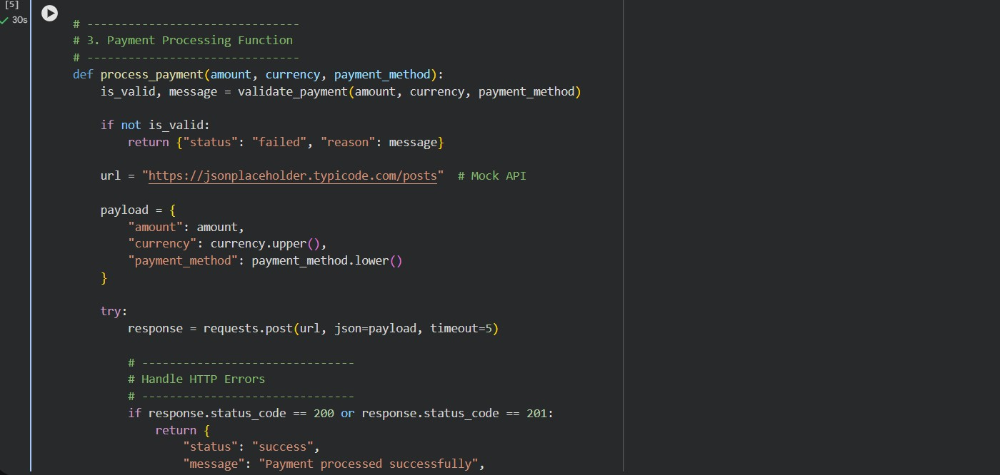 [5]
30s
# -------------------------------
# 3. Payment Processing Function
# -------------------------------
def process_payment(amount, currency, payment_method):
    is_valid, message = validate_payment(amount, currency, payment_method)

    if not is_valid:
        return {"status": "failed", "reason": message}

    url = "https://jsonplaceholder.typicode.com/posts"  # Mock API

    payload = {
        "amount": amount,
        "currency": currency.upper(),
        "payment_method": payment_method.lower()
    }

    try:
        response = requests.post(url, json=payload, timeout=5)

        # -------------------------------
        # Handle HTTP Errors
        # -------------------------------
        if response.status_code == 200 or response.status_code == 201:
            return {
                "status": "success",
                "message": "Payment processed successfully",